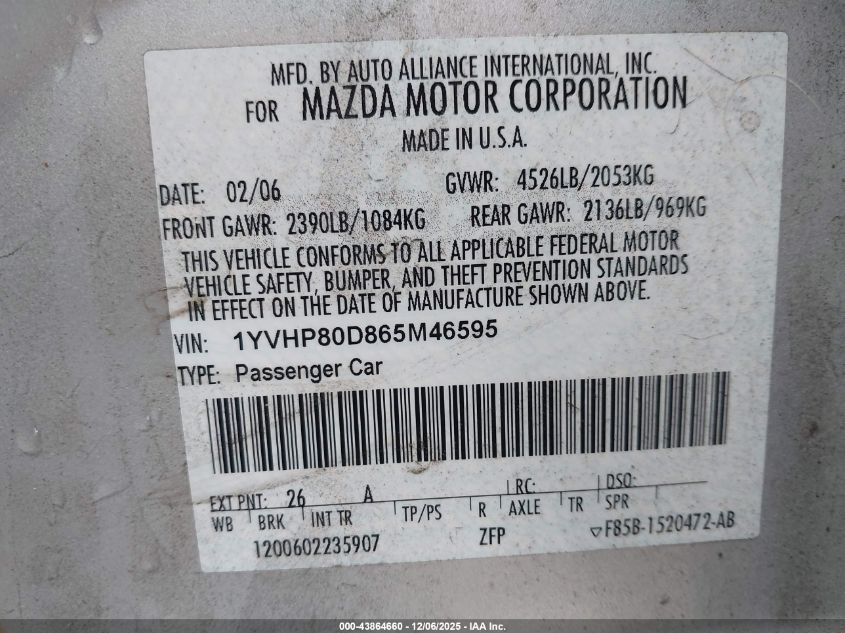 MFD. BY AUTO ALLIANCE INTERNATIONAL, INC.
FOR MAZDA MOTOR CORPORATION
MADE IN U.S.A.
DATE: 02/06 GVWR: 4526LB/2053KG
FRONT GAWR: 2390LB/1084KG REAR GAWR: 2136LB/969KG
THIS VEHICLE CONFORMS TO ALL APPLICABLE FEDERAL MOTOR
VEHICLE SAFETY, BUMPER, AND THEFT PREVENTION STANDARDS
IN EFFECT ON THE DATE OF MANUFACTURE SHOWN ABOVE.
VIN: 1YVHP80D865M46595
TYPE: Passenger Car
EXT PNT: 26 A RC: DSO:
WB BRK INT TR TP/PS R AXLE TR SPR
1200602235907 ZFP ▽F85B-1520472-AB
000-43864660 - 12/06/2025 - IAA Inc.